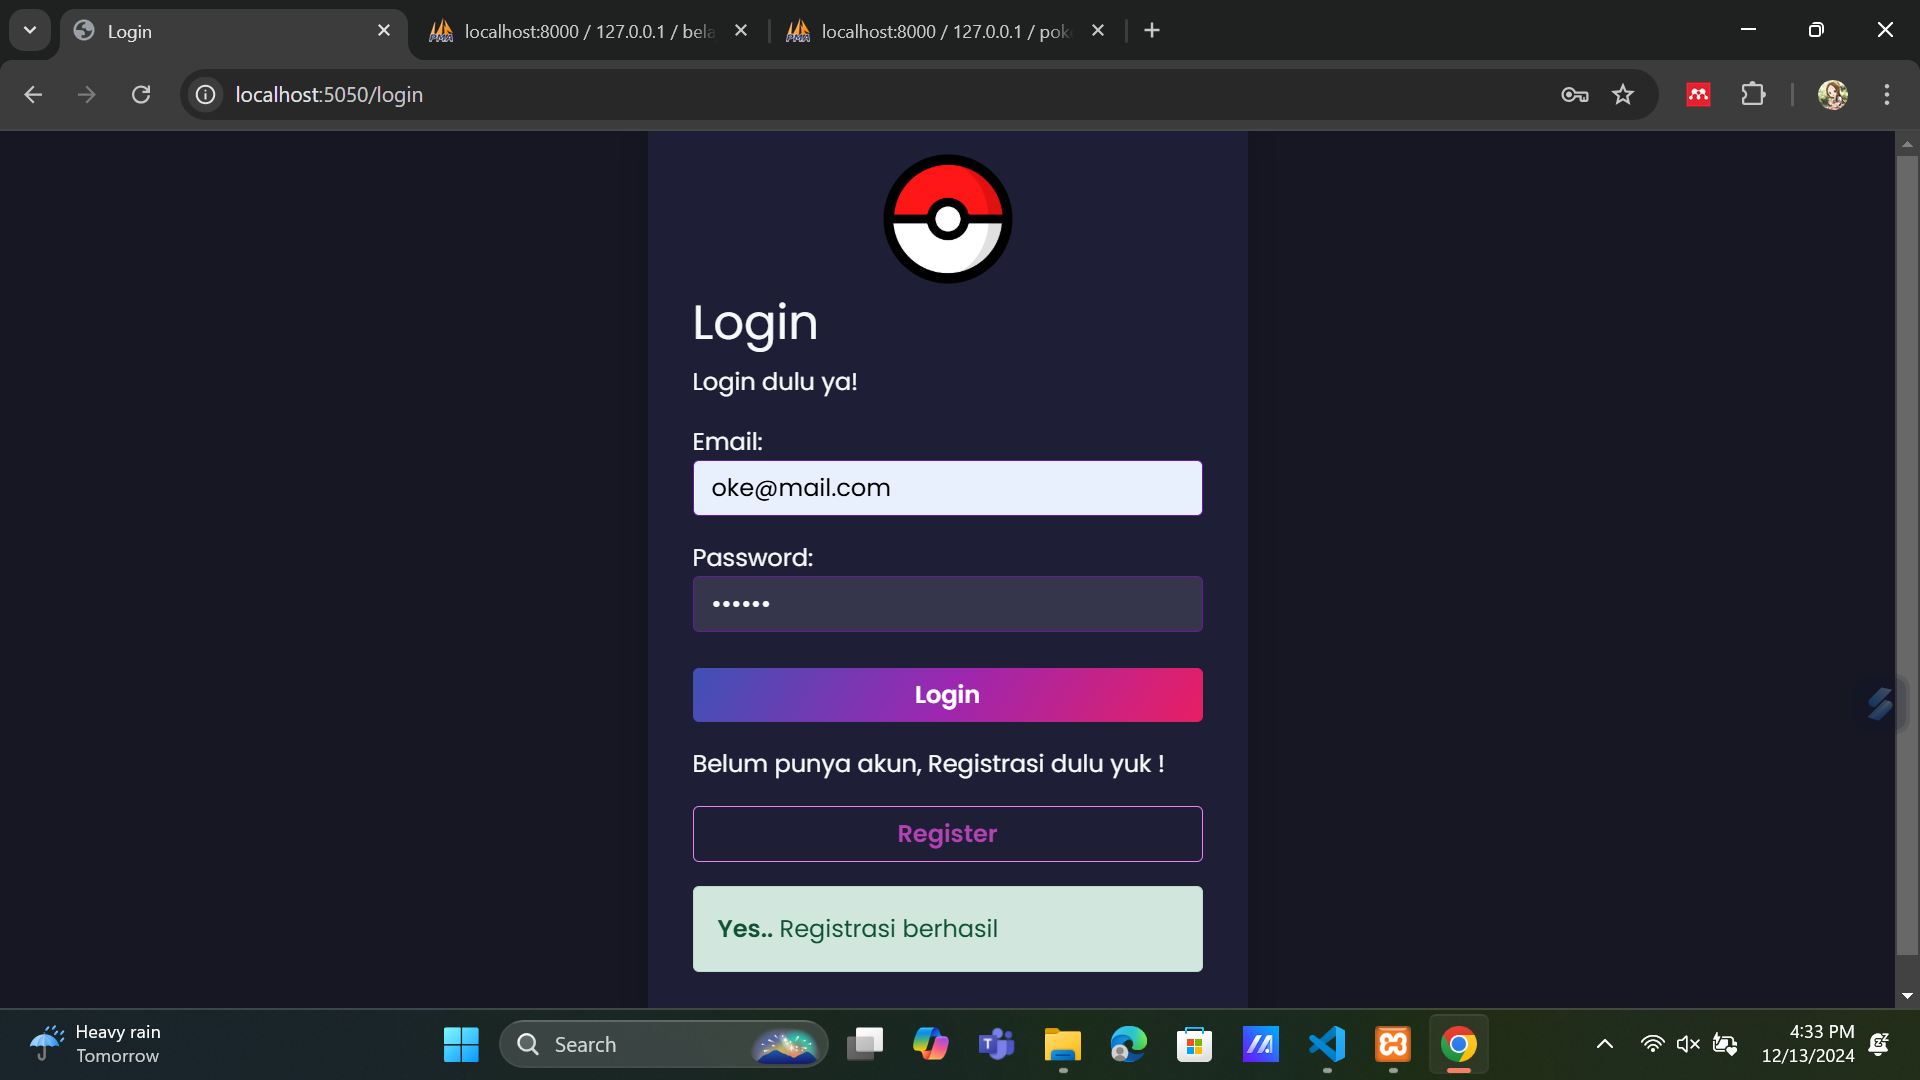 Login
localhost:8000 / 127.0.0.1 / bela
localhost:8000 / 127.0.0.1 / pok
localhost:5050/login
Login
Login dulu ya!
Email:
oke@mail.com
Password:
••••••
Login
Belum punya akun, Registrasi dulu yuk !
Register
Yes.. Registrasi berhasil
Heavy rain
Tomorrow
Search
4:33 PM
12/13/2024